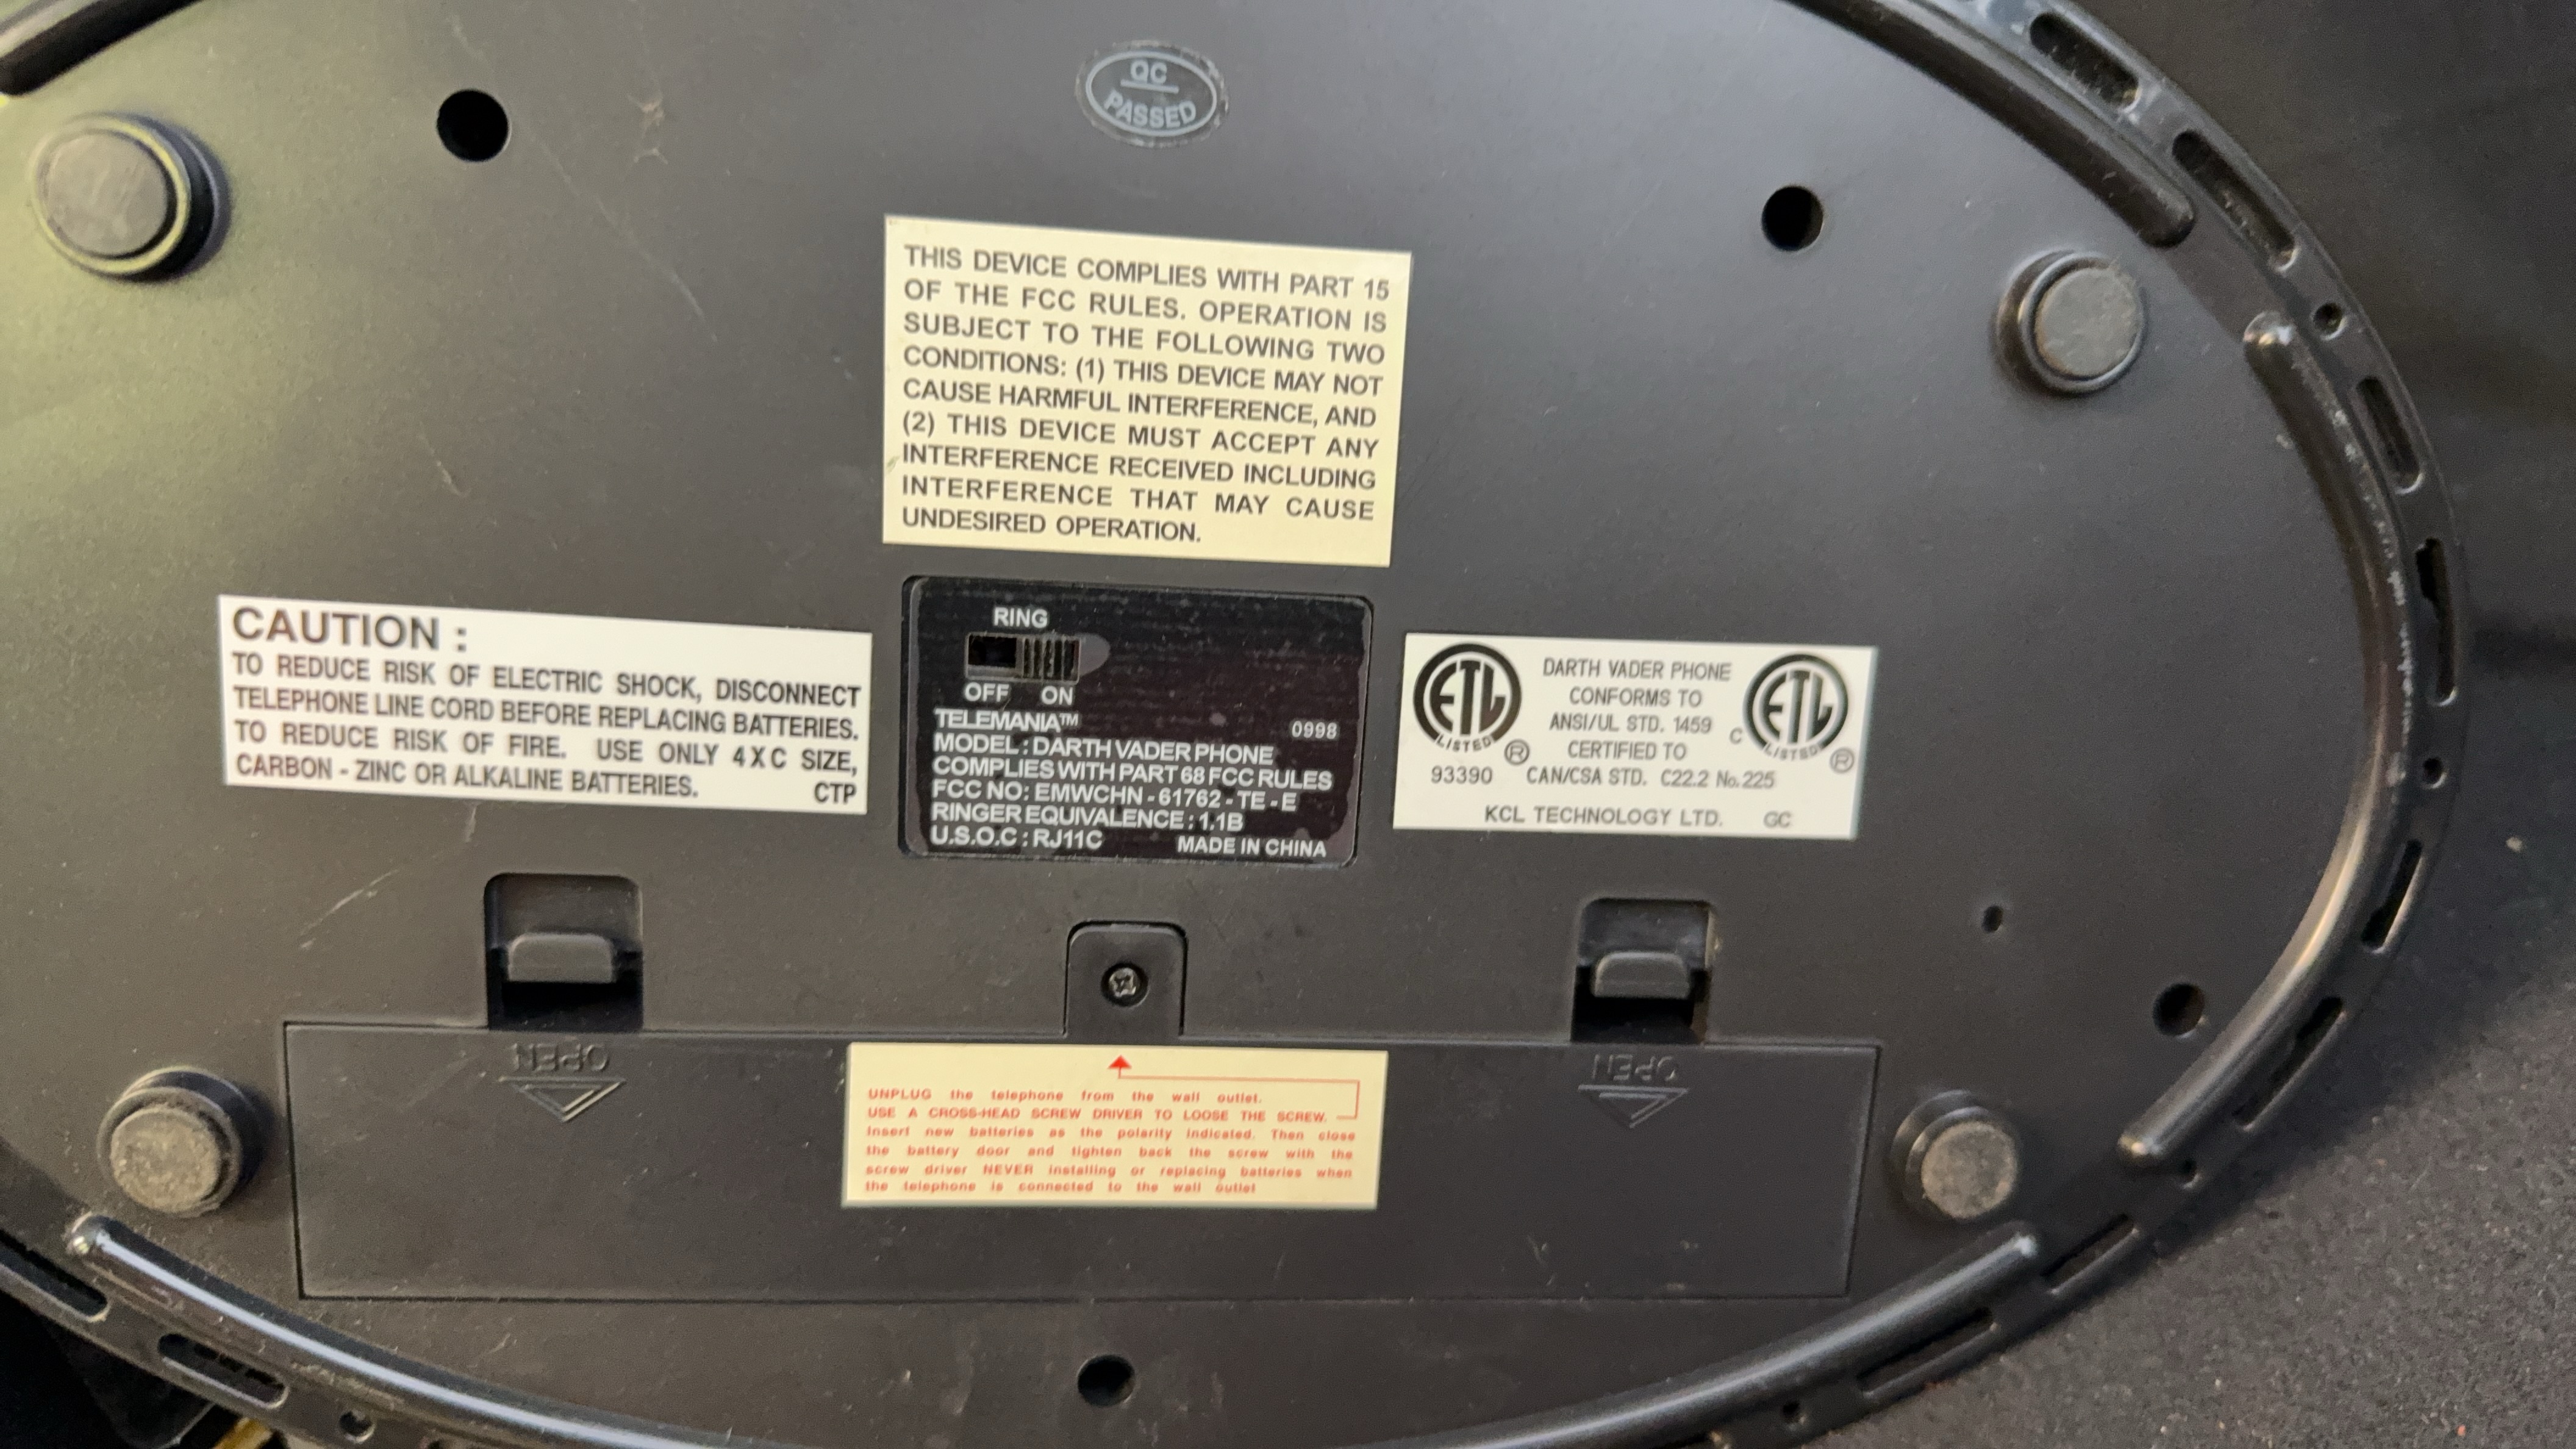 QC
PASSED
THIS DEVICE COMPLIES WITH PART 15
OF THE FCC RULES. OPERATION IS
SUBJECT TO THE FOLLOWING TWO
CONDITIONS: (1) THIS DEVICE MAY NOT
CAUSE HARMFUL INTERFERENCE, AND
(2) THIS DEVICE MUST ACCEPT ANY
INTERFERENCE RECEIVED INCLUDING
INTERFERENCE THAT MAY CAUSE
UNDESIRED OPERATION.
CAUTION :
TO REDUCE RISK OF ELECTRIC SHOCK, DISCONNECT
TELEPHONE LINE CORD BEFORE REPLACING BATTERIES.
TO REDUCE RISK OF FIRE. USE ONLY 4 X C SIZE,
CARBON - ZINC OR ALKALINE BATTERIES. CTP
RING
OFF ON
TELEMANIA™ 0998
MODEL : DARTH VADER PHONE
COMPLIES WITH PART 68 FCC RULES
FCC NO: EMWCHN - 61762 - TE - E
RINGER EQUIVALENCE : 1.1B
U.S.O.C : RJ11C MADE IN CHINA
ETL LISTED ®
93390
DARTH VADER PHONE
CONFORMS TO
ANSI/UL STD. 1459
CERTIFIED TO
CAN/CSA STD. C22.2 No. 225
C ETL LISTED ®
KCL TECHNOLOGY LTD. GC
OPEN
OPEN
UNPLUG the telephone from the wall outlet.
USE A CROSS-HEAD SCREW DRIVER TO LOOSE THE SCREW.
Insert new batteries as the polarity indicated. Then close
the battery door and tighten back the screw with the
screw driver NEVER installing or replacing batteries when
the telephone is connected to the wall outlet